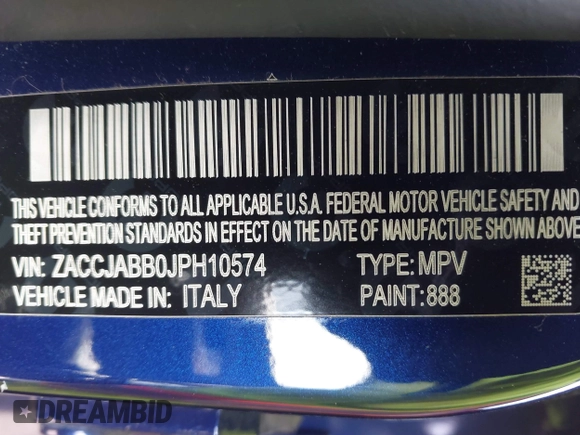 THIS VEHICLE CONFORMS TO ALL APPLICABLE U.S.A. FEDERAL MOTOR VEHICLE SAFETY AND
THEFT PREVENTION STANDARDS IN EFFECT ON THE DATE OF MANUFACTURE SHOWN ABOVE
VIN: ZACCJABB0JPH10574 TYPE: MPV
VEHICLE MADE IN: ITALY PAINT: 888
DREAMBID